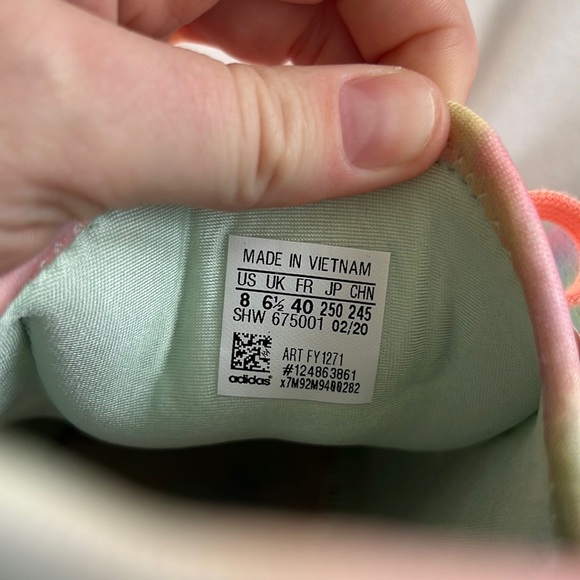 MADE IN VIETNAM
US UK FR JP CHN
8 6½ 40 250 245
SHW 675001 02/20
ART FY1271
#124863861
adidas x7M92M9400282